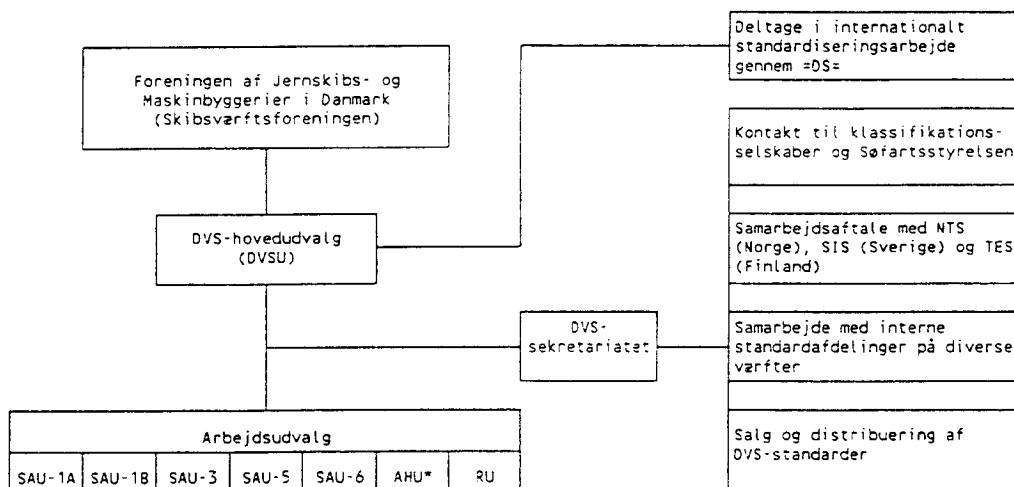 Foreningen af Jernskibs- og
Maskinbyggerier i Danmark
(Skibsværftsforeningen)
DVS-hovedudvalg
(DVSU)
DVS-
sekretariatet
Deltage i internationalt
standardiseringsarbejde
gennem =DS=
Kontakt til klassifikations-
selskaber og Søfartsstyrelsen
Samarbejdsaftale med NTS
(Norge), SIS (Sverige) og TES
(Finland)
Samarbejde med interne
standardafdelinger på diverse
værfter
Salg og distribuering af
DVS-standarder
Arbejdsudvalg
SAU-1A SAU-1B SAU-3 SAU-5 SAU-6 AHU* RU